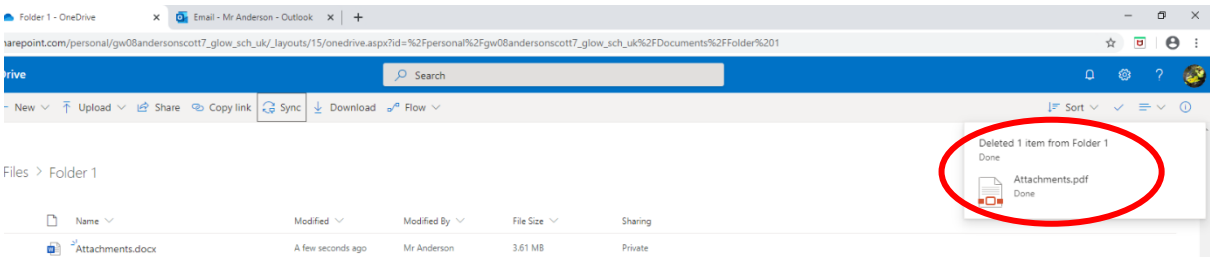 Folder 1 - OneDrive × Email - Mr Anderson - Outlook × +
harepoint.com/personal/gw08andersonscott7_glow_sch_uk/_layouts/15/onedrive.aspx?id=%2Fpersonal%2Fgw08andersonscott7_glow_sch_uk%2FDocuments%2FFolder%201
Drive Search ?
New Upload Share Copy link Sync Download Flow Sort
Deleted 1 item from Folder 1
Done
Attachments.pdf
Done
Files > Folder 1
Name Modified Modified By File Size Sharing
Attachments.docx A few seconds ago Mr Anderson 3.61 MB Private